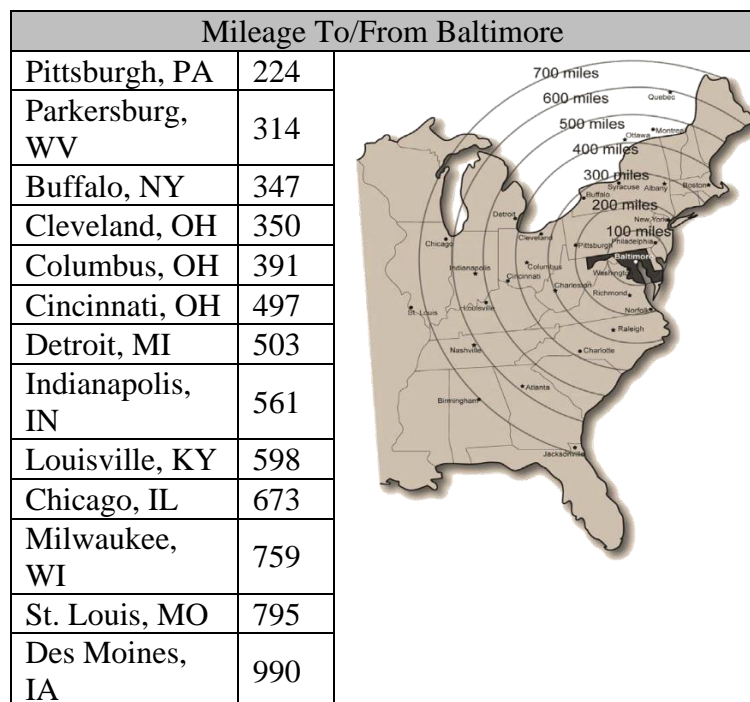 Mileage To/From Baltimore
Pittsburgh, PA 224
Parkersburg,
WV
314
Buffalo, NY 347
Cleveland, OH 350
Columbus, OH 391
Cincinnati, OH 497
Detroit, MI 503
Indianapolis,
IN
561
Louisville, KY 598
Chicago, IL 673
Milwaukee,
WI
759
St. Louis, MO 795
Des Moines,
IA
990
700 miles
600 miles
Quebec
500 miles
Montreal
Ottawa
400 miles
300 miles
Syracuse
Albany
Boston
Buffalo
200 miles
Detroit
New York
100 miles
Philadelphia
Cleveland
Chicago
Pittsburgh
Baltimore
Indianapolis
Columbus
Washington
Cincinnati
Charleston
Richmond
St. Louis
Louisville
Norfolk
Raleigh
Nashville
Charlotte
Atlanta
Birmingham
Jacksonville